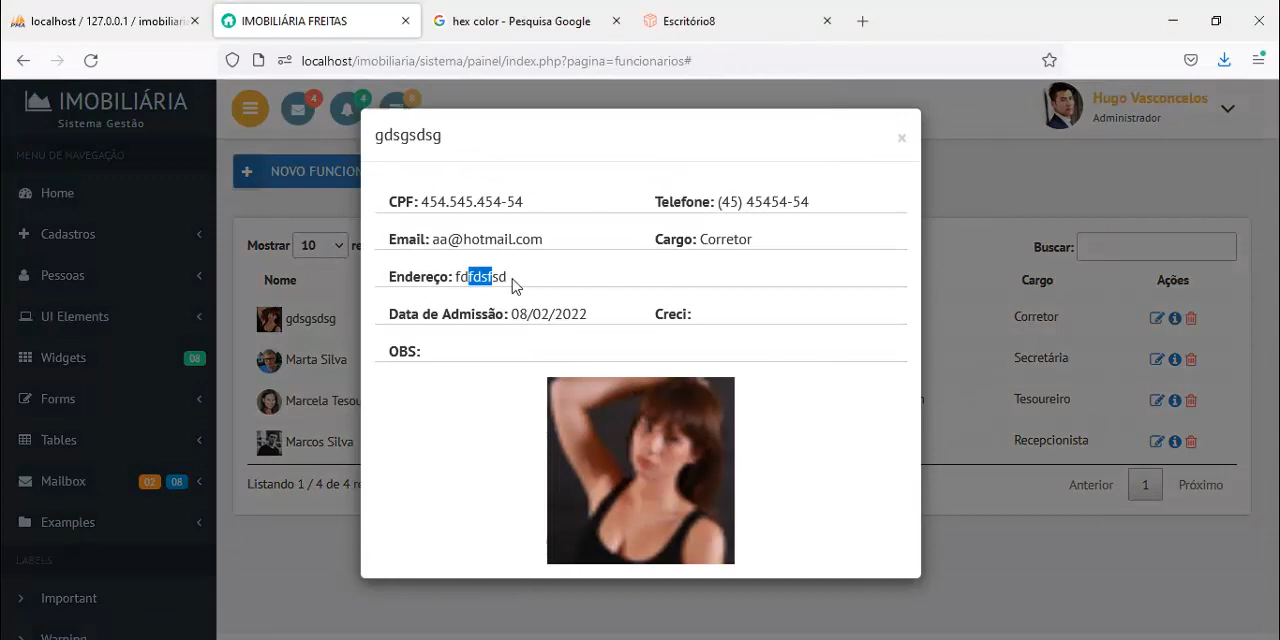 localhost / 127.0.0.1 / imobiliari
IMOBILIÁRIA FREITAS
hex color - Pesquisa Google
Escritório8
localhost/imobiliaria/sistema/painel/index.php?pagina=funcionarios#
IMOBILIÁRIA
Sistema Gestão
4
4
8
Hugo Vasconcelos
Administrador
MENU DE NAVEGAÇÃO
Home
Cadastros
Pessoas
UI Elements
Widgets
08
Forms
Tables
Mailbox
02
08
Examples
LABELS
Important
Warning
NOVO FUNCION
Mostrar 10 re
Buscar:
Nome
Cargo
Ações
gdsgsdsg
Corretor
Marta Silva
Secretária
Marcela Tesou
Tesoureiro
Marcos Silva
Recepcionista
Listando 1 / 4 de 4 re
Anterior
1
Próximo
gdsgsdsg
×
CPF: 454.545.454-54
Telefone: (45) 45454-54
Email: aa@hotmail.com
Cargo: Corretor
Endereço: fdfdsfsd
Data de Admissão: 08/02/2022
Creci:
OBS: